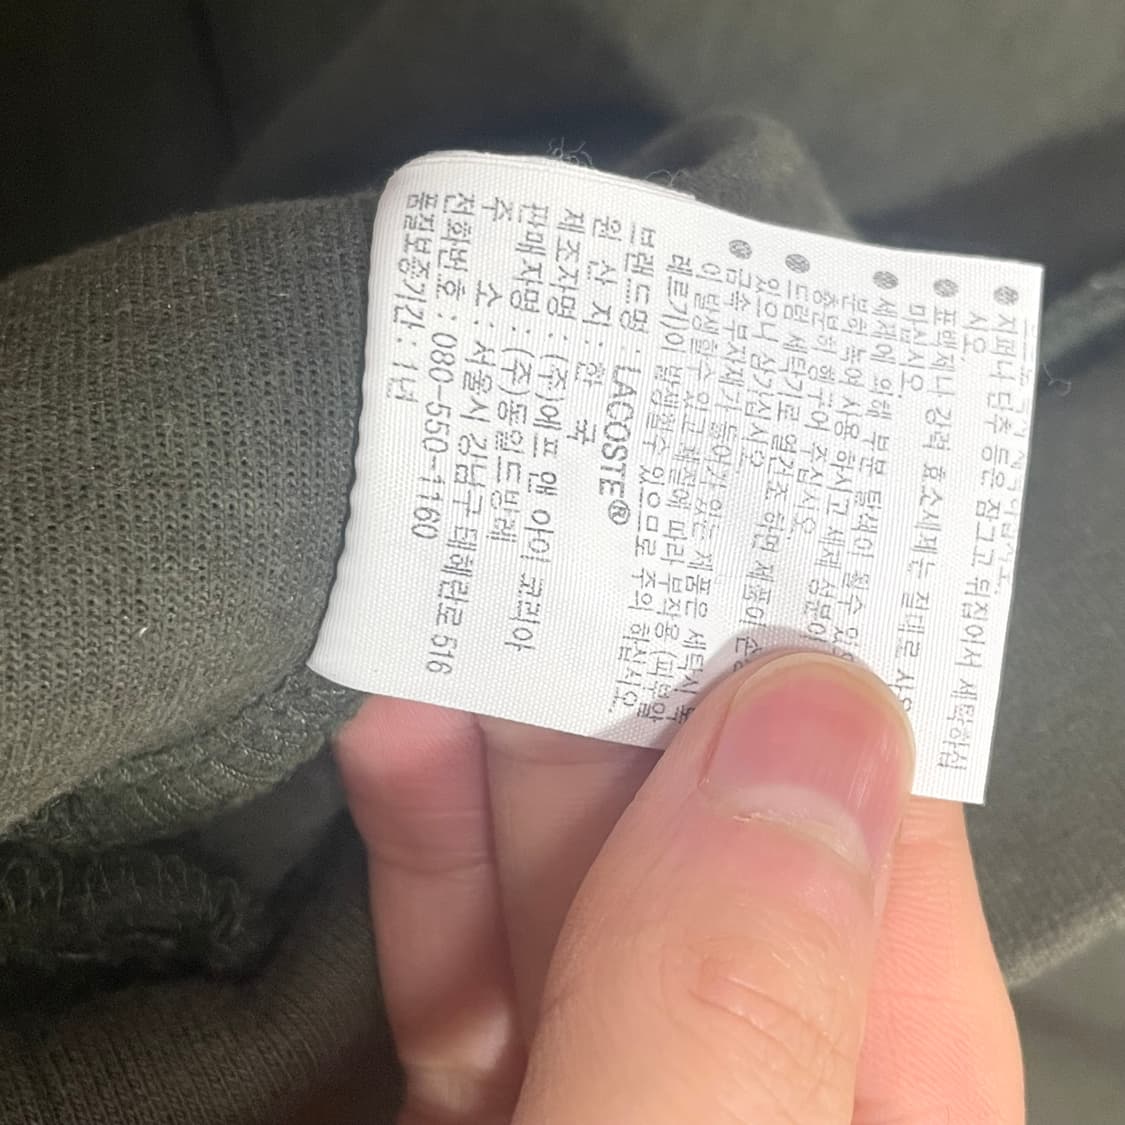 ● 지퍼나 단추 등은 잠그고 뒤집어서 세탁하십
시오.
● 표백제나 강력 효소세제는 절대로 사용
마십시오.
● 세제에 의해 부분 탈색이 될수
분히 녹여 사용하시고 세제 성분이
충분히 헹구어 주십시오.
● 드럼 세탁기로 열건조 하면 제품이
있으니 삼가십시오.
● 금속 부자재가 들어가 있는 제품은 세탁시 녹
이 발생할수 있고 체질에 따라 부작용 (피부알
레르기)이 발생할수 있으므로 주의 하십시오.
브랜드명 : LACOSTE®
원 산 지 : 한 국
제조자명 : (주)에프 앤 아이 코리아
판매자명 : (주)동일드방레
주 소 : 서울시 강남구 테헤란로 516
전화번호 : 080-550-1160
품질보증기간 : 1년